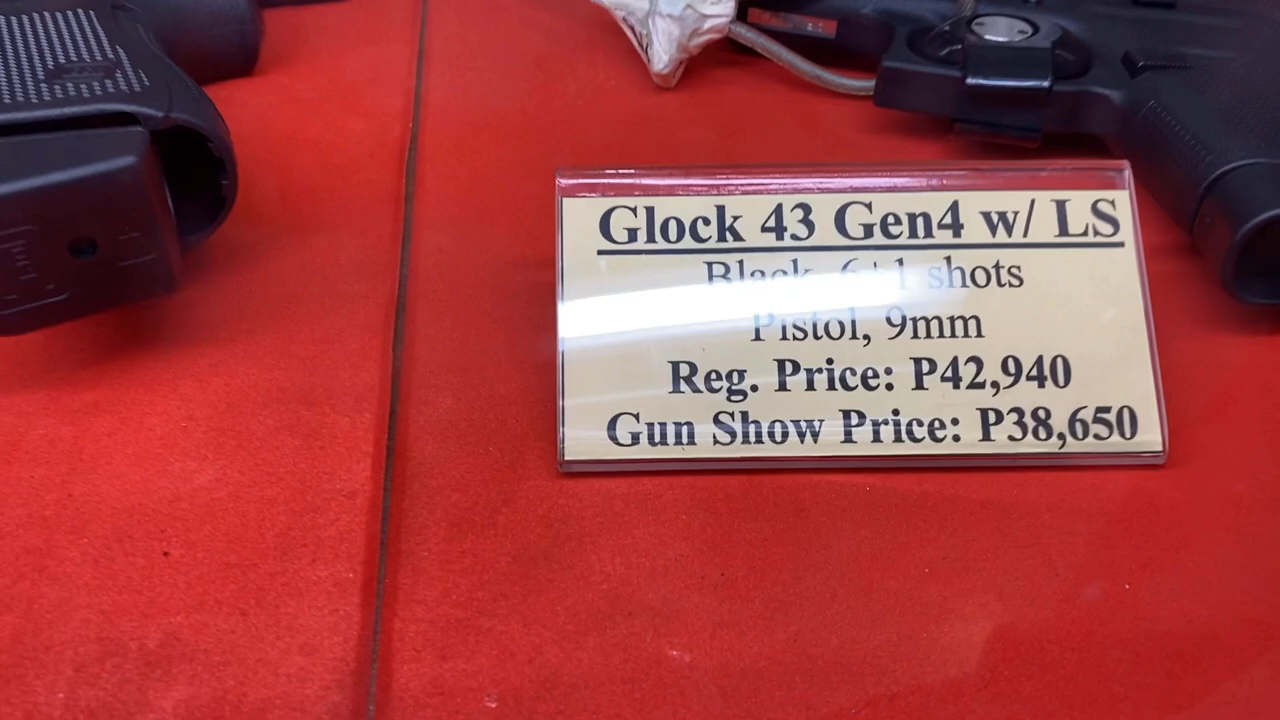 Glock 43 Gen4 w/ LS
Black, 6+1 shots
Pistol, 9mm
Reg. Price: P42,940
Gun Show Price: P38,650